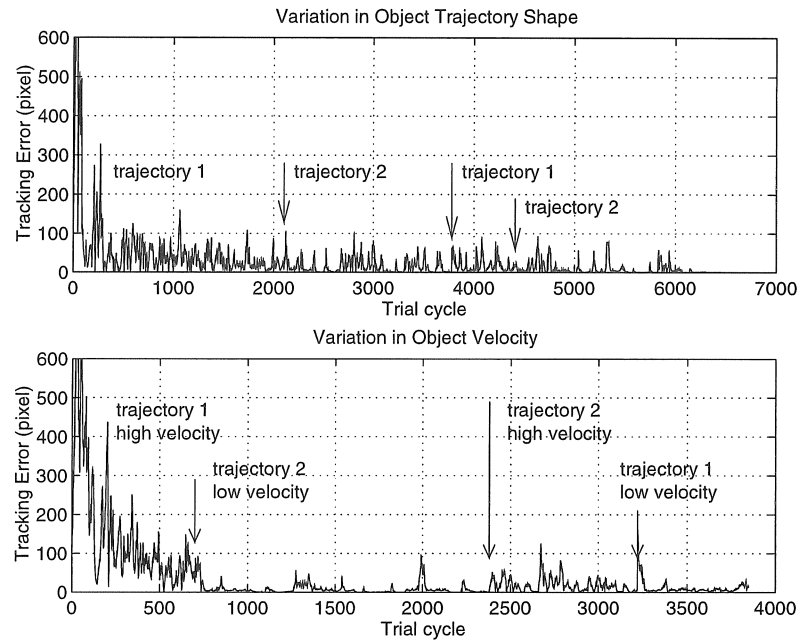 Variation in Object Trajectory Shape
600
500
400
300
200
100
0
Tracking Error (pixel)
trajectory 1
trajectory 2
trajectory 1
trajectory 2
0 1000 2000 3000 4000 5000 6000 7000
Trial cycle
Variation in Object Velocity
600
500
400
300
200
100
0
Tracking Error (pixel)
trajectory 1
high velocity
trajectory 2
low velocity
trajectory 2
high velocity
trajectory 1
low velocity
0 500 1000 1500 2000 2500 3000 3500 4000
Trial cycle